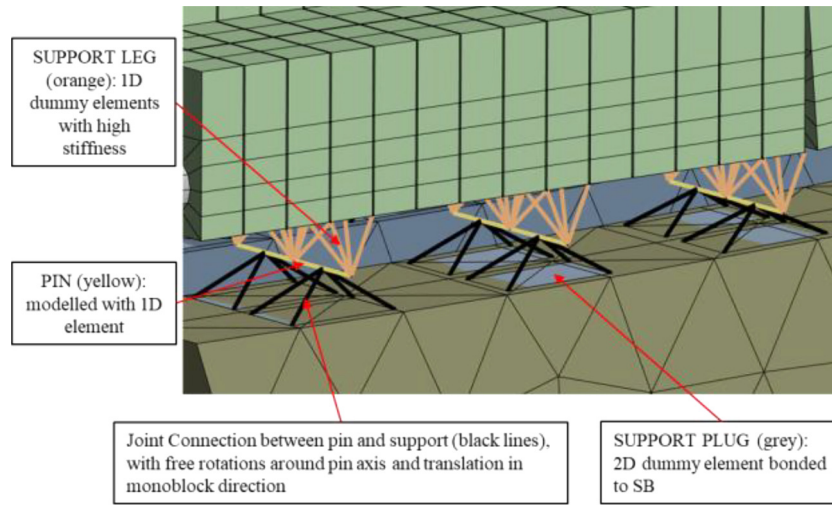 SUPPORT LEG
(orange): 1D
dummy elements
with high
stiffness
PIN (yellow):
modelled with 1D
element
Joint Connection between pin and support (black lines),
with free rotations around pin axis and translation in
monoblock direction
SUPPORT PLUG (grey):
2D dummy element bonded
to SB